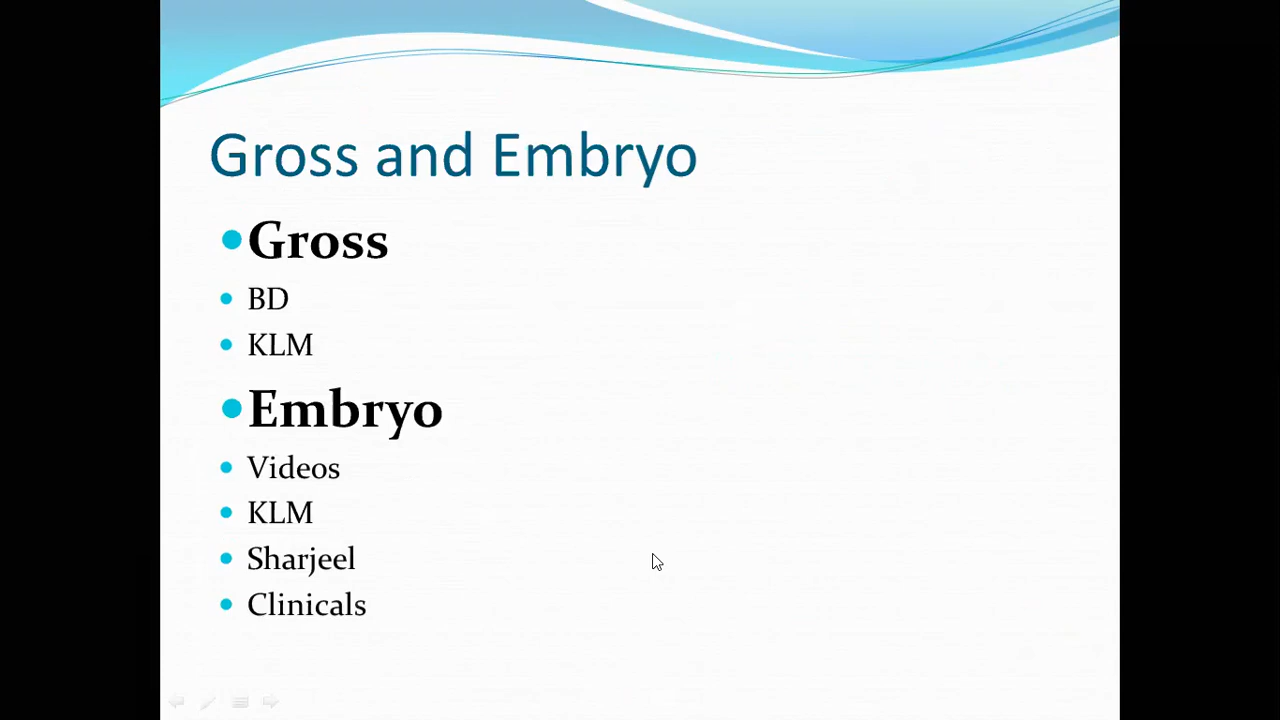 Gross and Embryo
Gross
BD
KLM
Embryo
Videos
KLM
Sharjeel
Clinicals